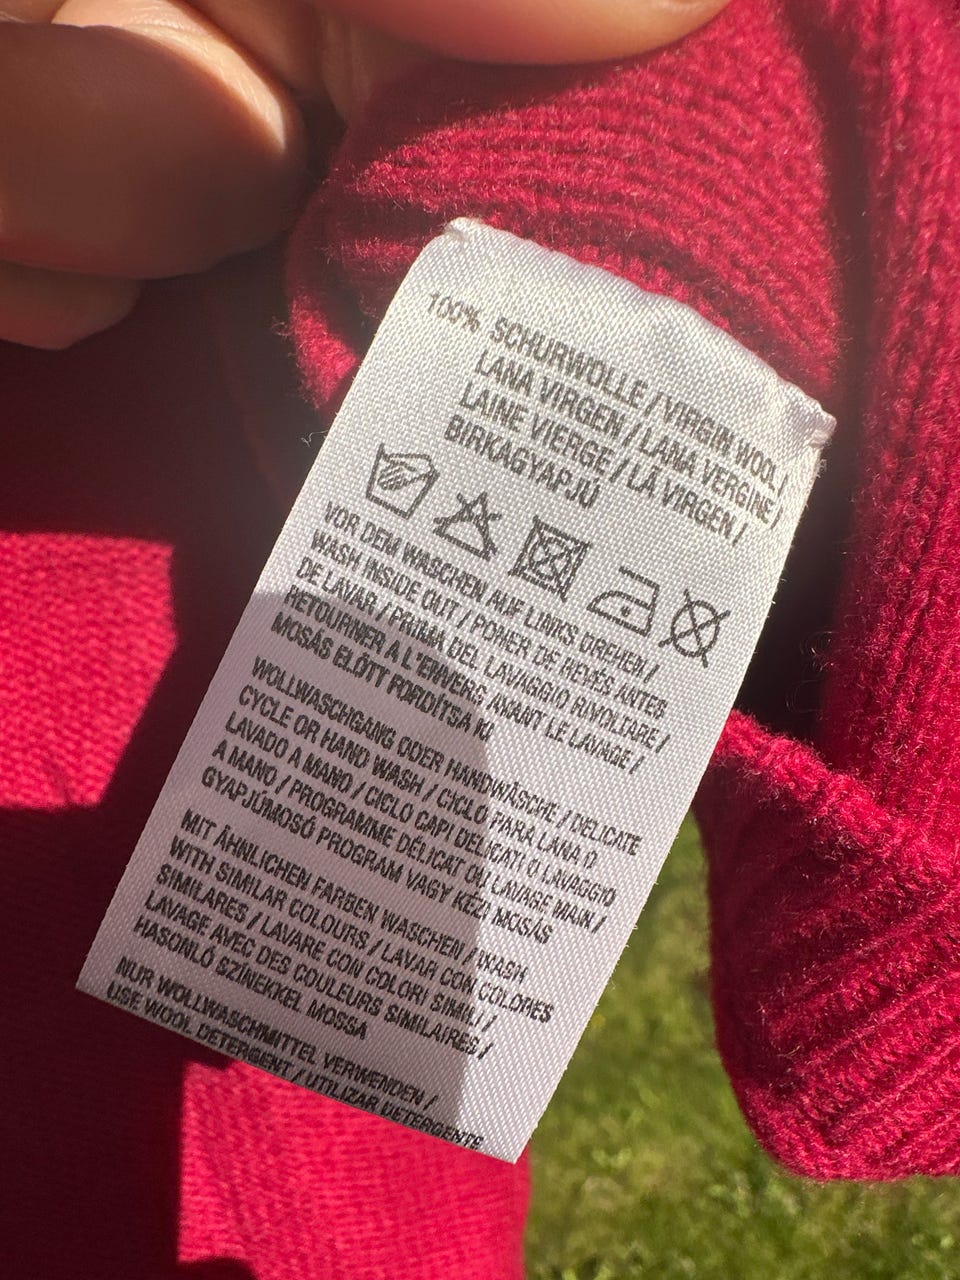 100% SCHURWOLLE / VIRGIN WOOL /
LANA VIRGEN / LANA VERGINE /
LAINE VIERGE / LÃ VIRGEN /
BIRKAGYAPJÚ
VOR DEM WASCHEN AUF LINKS DREHEN /
WASH INSIDE OUT / PONER DE REVÉS ANTES
DE LAVAR / PRIMA DEL LAVAGGIO RIVOLTARE /
RETOURNER A L'ENVERS AVANT LE LAVAGE /
MOSÁS ELŐTT FORDÍTSA KI
WOLLWASCHGANG ODER HANDWÄSCHE / DELICATE
CYCLE OR HAND WASH / CICLO PARA LANA O
LAVADO A MANO / CICLO CAPI DELICATI O LAVAGGIO
A MANO / PROGRAMME DÉLICAT OU LAVAGE MAIN /
GYAPJÚMOSÓ PROGRAM VAGY KÉZI MOSÁS
MIT ÄHNLICHEN FARBEN WASCHEN / WASH
WITH SIMILAR COLOURS / LAVAR CON COLORES
SIMILARES / LAVARE CON COLORI SIMILI /
LAVAGE AVEC DES COULEURS SIMILAIRES /
HASONLÓ SZÍNEKKEL MOSSA
NUR WOLLWASCHMITTEL VERWENDEN /
USE WOOL DETERGENT / UTILIZAR DETERGENTE